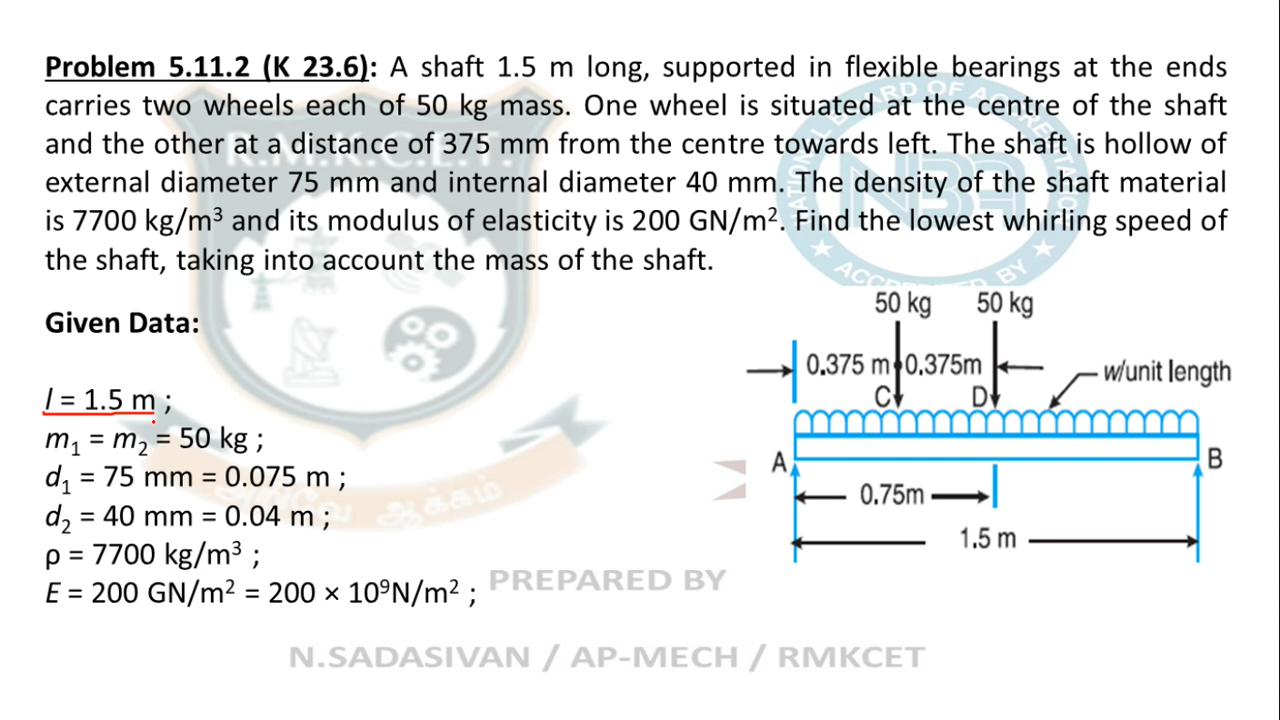 Problem 5.11.2 (K 23.6): A shaft 1.5 m long, supported in flexible bearings at the ends
carries two wheels each of 50 kg mass. One wheel is situated at the centre of the shaft
and the other at a distance of 375 mm from the centre towards left. The shaft is hollow of
external diameter 75 mm and internal diameter 40 mm. The density of the shaft material
is 7700 kg/m³ and its modulus of elasticity is 200 GN/m². Find the lowest whirling speed of
the shaft, taking into account the mass of the shaft.
Given Data:
l = 1.5 m ;
m₁ = m₂ = 50 kg ;
d₁ = 75 mm = 0.075 m ;
d₂ = 40 mm = 0.04 m ;
ρ = 7700 kg/m³ ;
E = 200 GN/m² = 200 × 10⁹N/m² ;
50 kg 50 kg
0.375 m 0.375m
w/unit length
C D
A B
0.75m
1.5 m
R.M.K.C.E.T.
NBA
ACCREDITED BY
PREPARED BY
N.SADASIVAN / AP-MECH / RMKCET